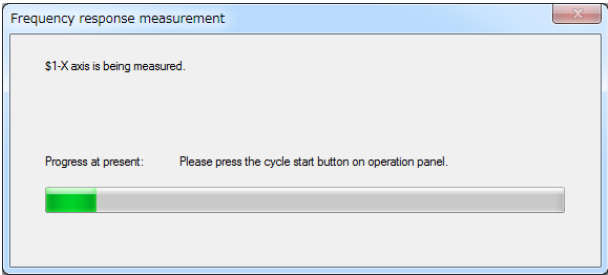 Frequency response measurement
$1-X axis is being measured.
Progress at present: Please press the cycle start button on operation panel.